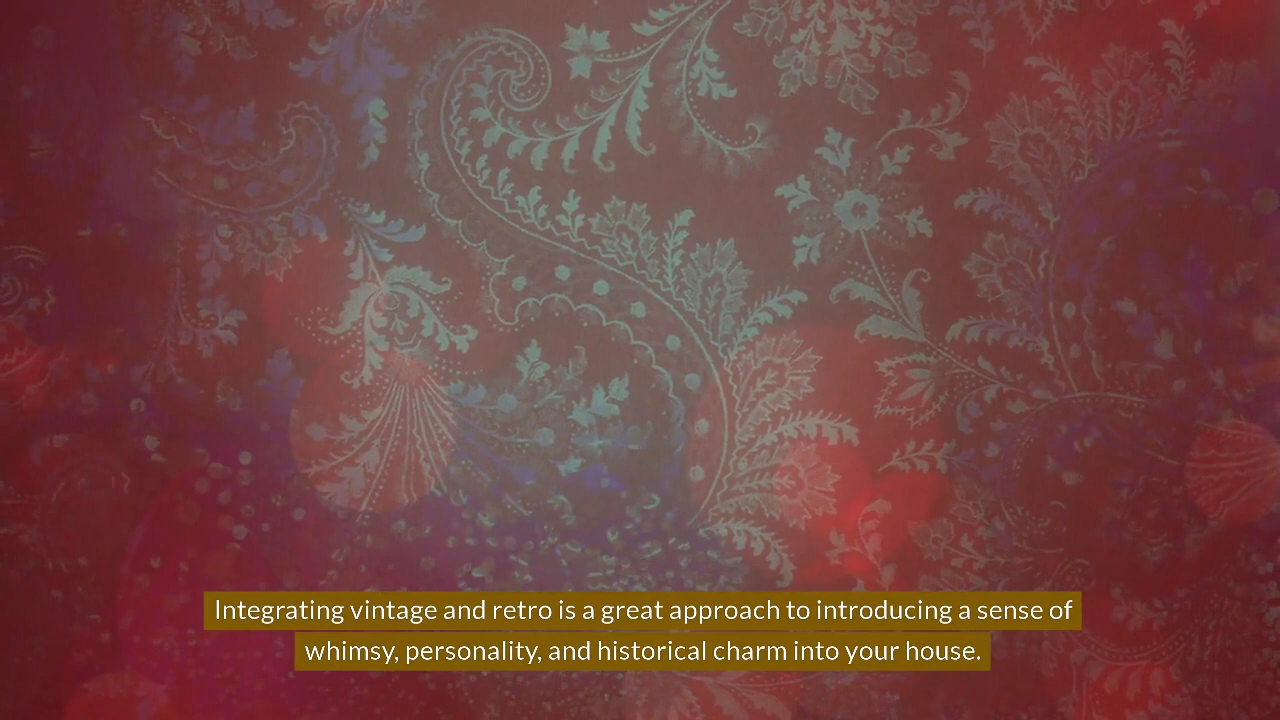 Integrating vintage and retro is a great approach to introducing a sense of
whimsy, personality, and historical charm into your house.